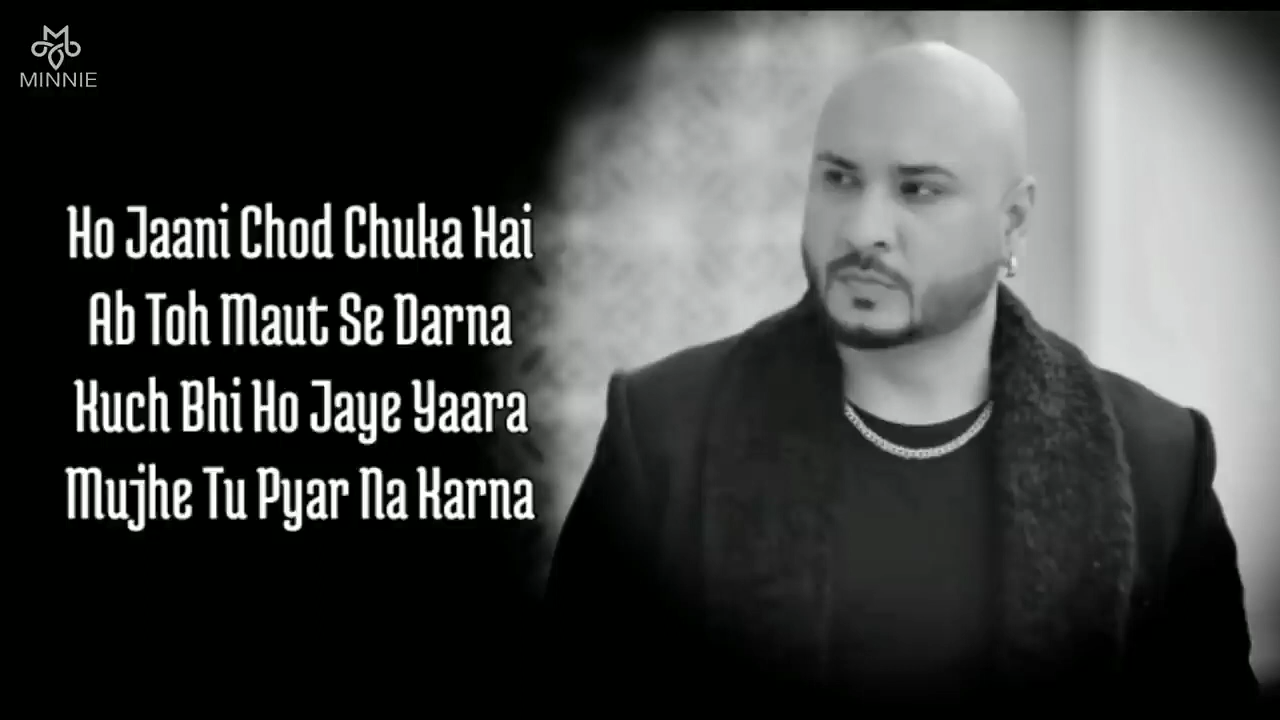 MINNIE
Ho Jaani Chod Chuka Hai
Ab Toh Maut Se Darna
Kuch Bhi Ho Jaye Yaara
Mujhe Tu Pyar Na Karna